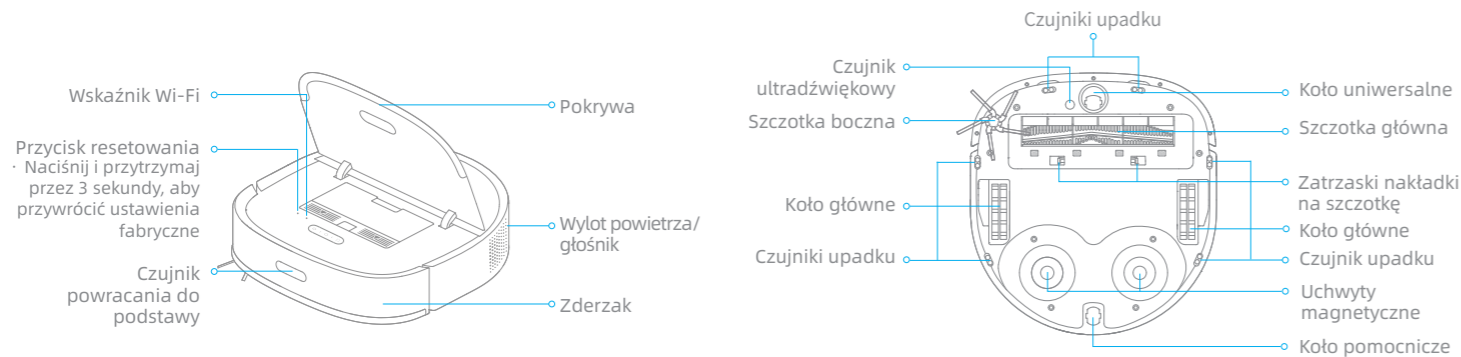 Wskaźnik Wi-Fi
Przycisk resetowania
· Naciśnij i przytrzymaj
przez 3 sekundy, aby
przywrócić ustawienia
fabryczne
Czujnik
powracania do
podstawy
Pokrywa
Wylot powietrza/
głośnik
Zderzak
Czujniki upadku
Czujnik
ultradźwiękowy
Szczotka boczna
Koło główne
Czujniki upadku
Koło uniwersalne
Szczotka główna
Zatrzaski nakładki
na szczotkę
Koło główne
Czujnik upadku
Uchwyty
magnetyczne
Koło pomocnicze